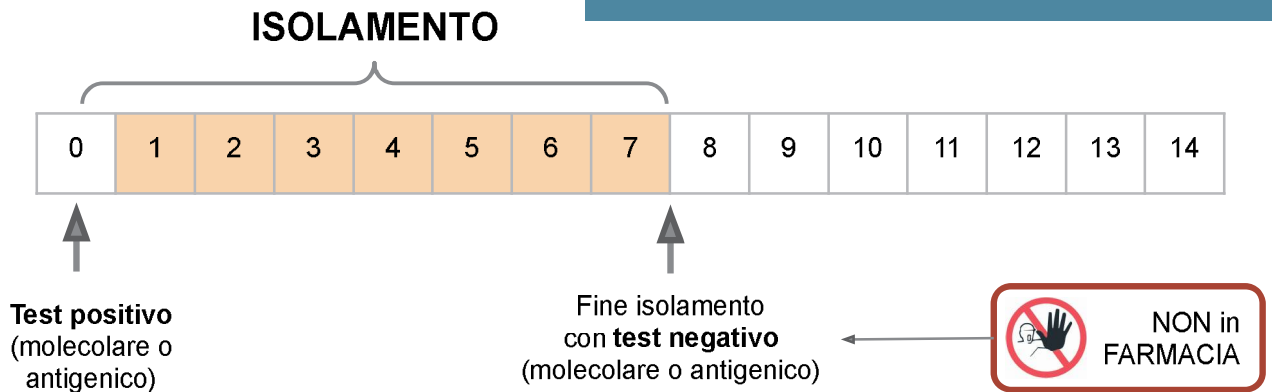 ISOLAMENTO
0 1 2 3 4 5 6 7 8 9 10 11 12 13 14
Test positivo
(molecolare o
antigenico)
Fine isolamento
con test negativo
(molecolare o antigenico)
NON in
FARMACIA